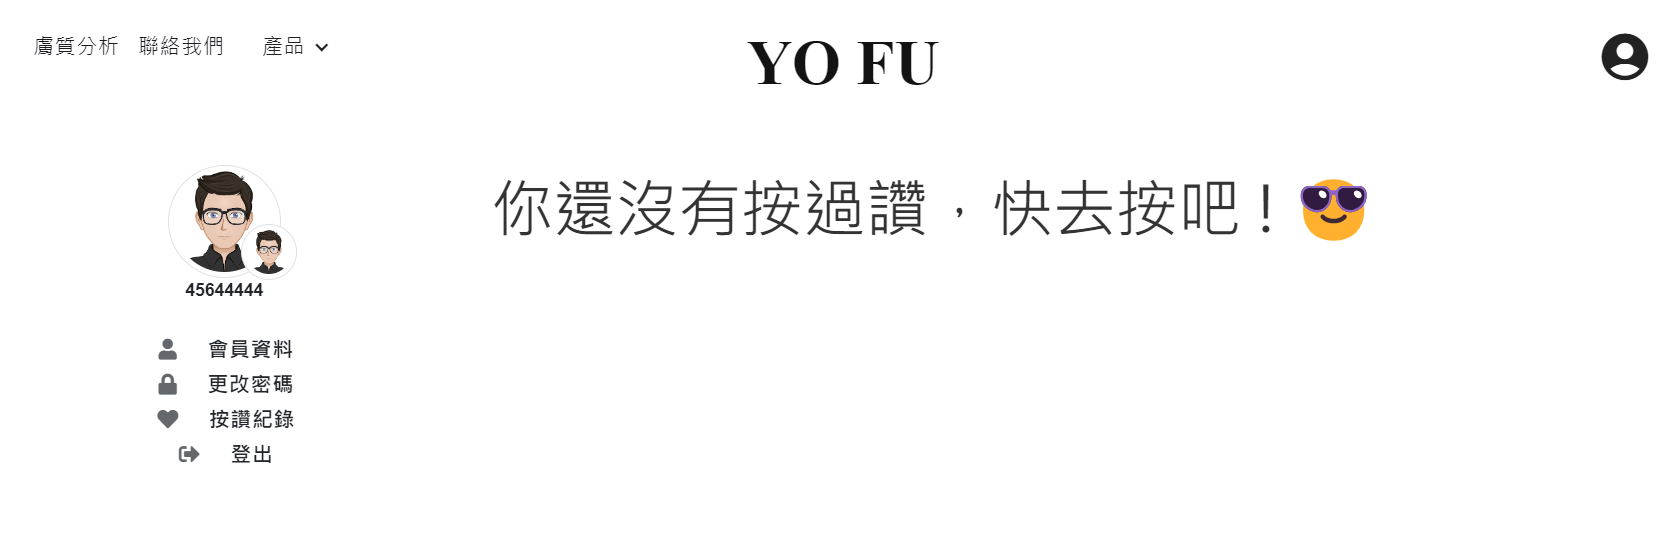 膚質分析 聯絡我們 產品
YO FU
45644444
會員資料
更改密碼
按讚紀錄
登出
你還沒有按過讚，快去按吧！😎